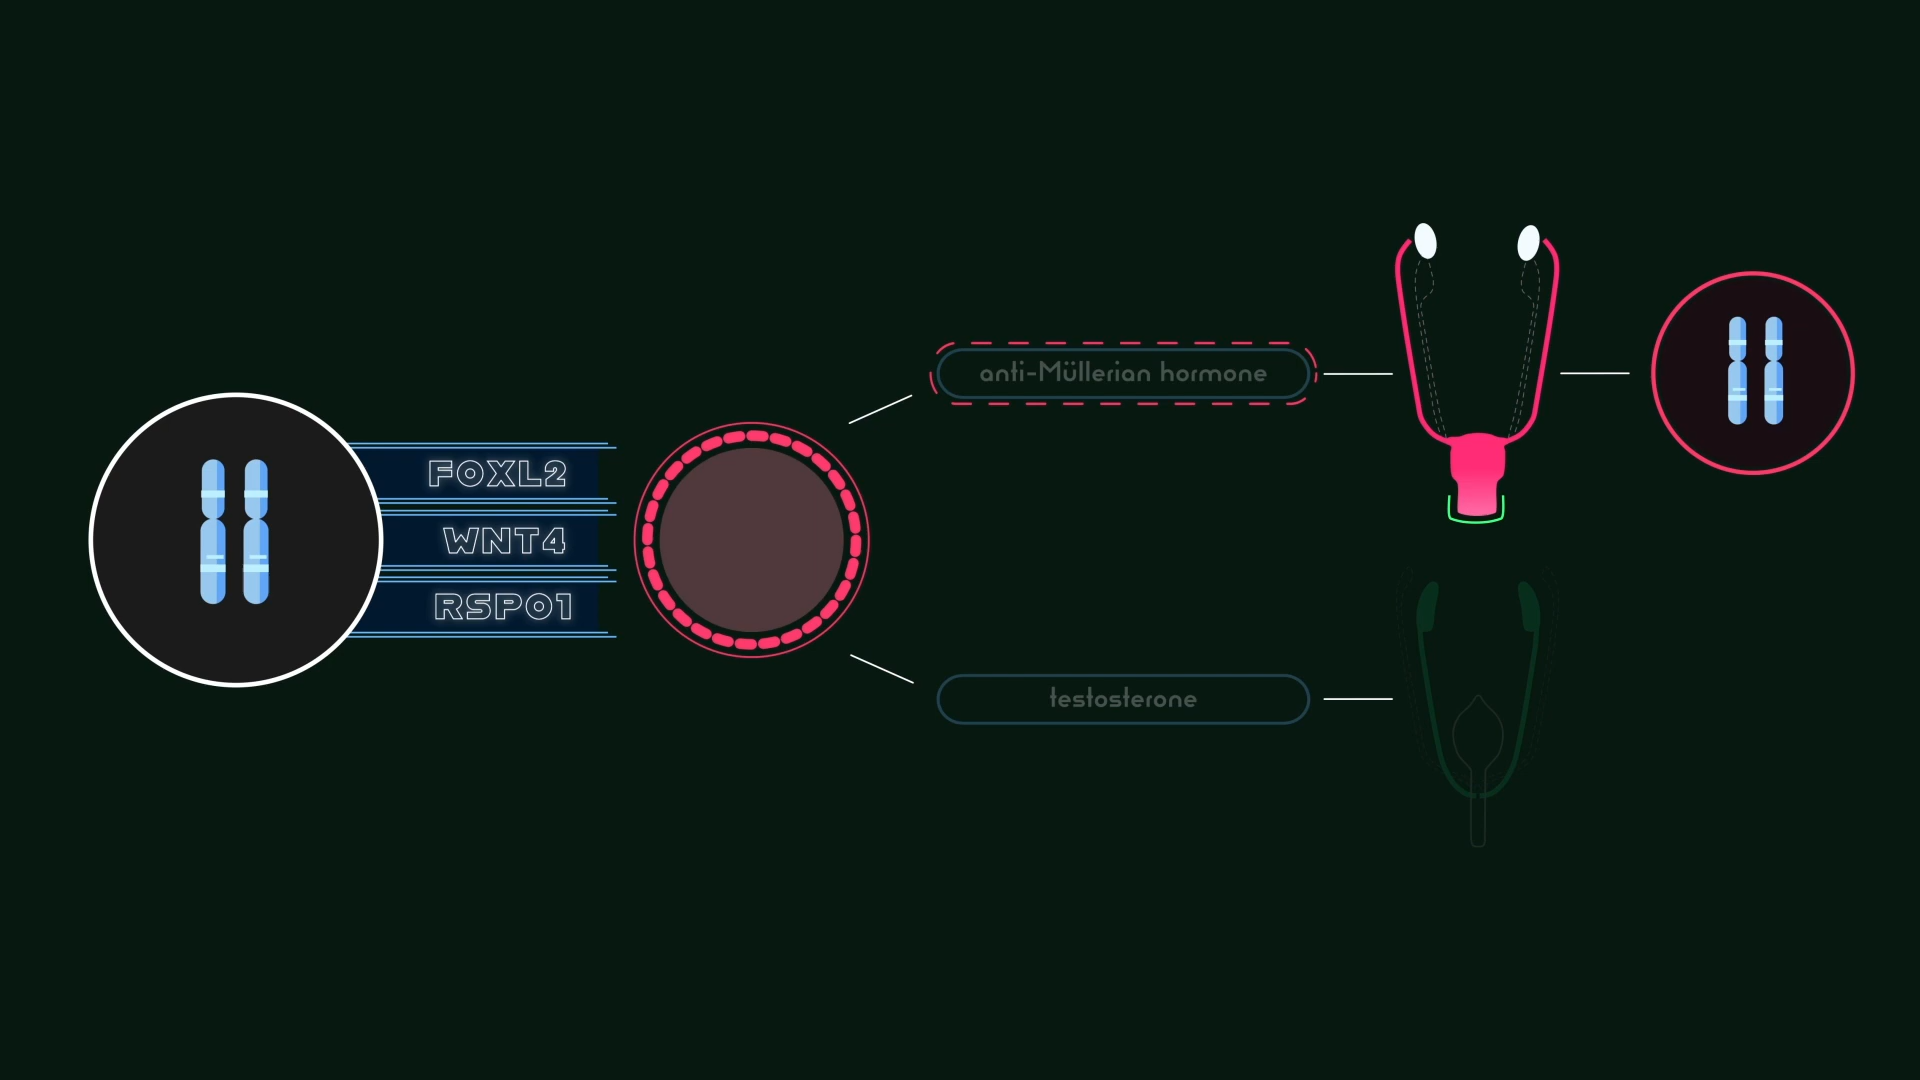 FOXL2
WNT4
RSPO1
anti-Müllerian hormone
testosterone